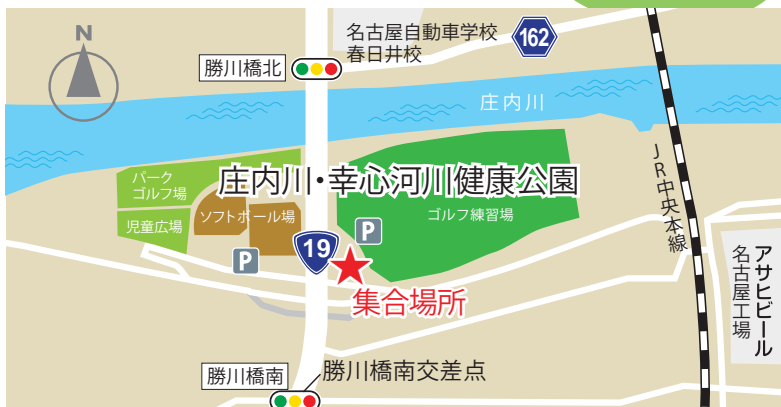 N
名古屋自動車学校
春日井校
162
勝川橋北
庄内川
パーク
ゴルフ場
庄内川・幸心河川健康公園
児童広場
ソフトボール場
ゴルフ練習場
P
19
P
集合場所
JR中央本線
アサヒビール
名古屋工場
勝川橋南
勝川橋南交差点